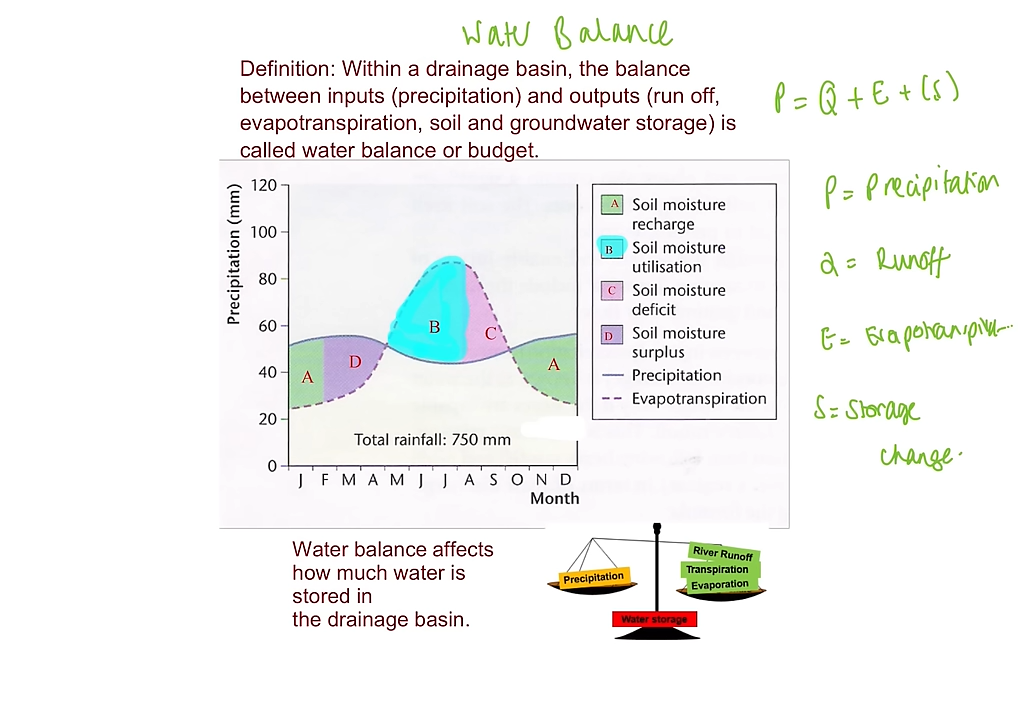 Water Balance
Definition: Within a drainage basin, the balance
between inputs (precipitation) and outputs (run off,
evapotranspiration, soil and groundwater storage) is
called water balance or budget.
P = Q + E + (S)
P = Precipitation
Q = Runoff
E =
S = Storage
change.
Precipitation (mm)
120
100
80
60
40
20
0
A
D
B
C
A
Total rainfall: 750 mm
J F M A M J J A S O N D
Month
A Soil moisture
recharge
B Soil moisture
utilisation
C Soil moisture
deficit
D Soil moisture
surplus
Precipitation
Evapotranspiration
Water balance affects
how much water is
stored in
the drainage basin.
Precipitation
River Runoff
Transpiration
Evaporation
Water storage